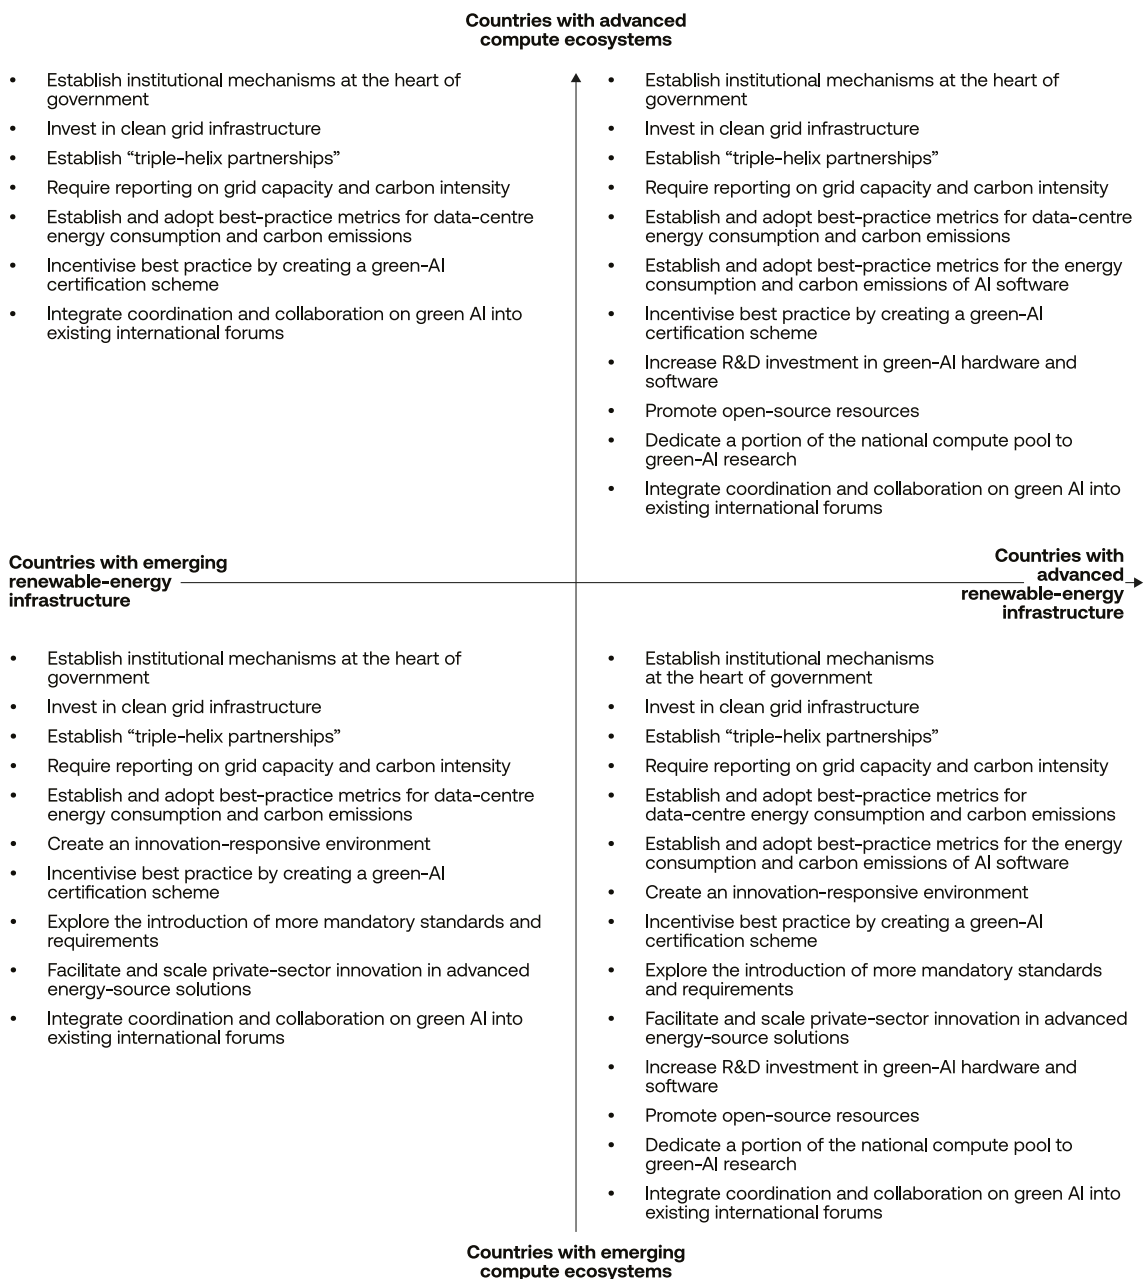 Countries with advanced
compute ecosystems
• Establish institutional mechanisms at the heart of
government
• Invest in clean grid infrastructure
• Establish “triple-helix partnerships”
• Require reporting on grid capacity and carbon intensity
• Establish and adopt best-practice metrics for data-centre
energy consumption and carbon emissions
• Incentivise best practice by creating a green-AI
certification scheme
• Integrate coordination and collaboration on green AI into
existing international forums
• Establish institutional mechanisms at the heart of
government
• Invest in clean grid infrastructure
• Establish “triple-helix partnerships”
• Require reporting on grid capacity and carbon intensity
• Establish and adopt best-practice metrics for data-centre
energy consumption and carbon emissions
• Establish and adopt best-practice metrics for the energy
consumption and carbon emissions of AI software
• Incentivise best practice by creating a green-AI
certification scheme
• Increase R&D investment in green-AI hardware and
software
• Promote open-source resources
• Dedicate a portion of the national compute pool to
green-AI research
• Integrate coordination and collaboration on green AI into
existing international forums
Countries with emerging
renewable-energy
infrastructure
Countries with
advanced
renewable-energy
infrastructure
• Establish institutional mechanisms at the heart of
government
• Invest in clean grid infrastructure
• Establish “triple-helix partnerships”
• Require reporting on grid capacity and carbon intensity
• Establish and adopt best-practice metrics for data-centre
energy consumption and carbon emissions
• Create an innovation-responsive environment
• Incentivise best practice by creating a green-AI
certification scheme
• Explore the introduction of more mandatory standards and
requirements
• Facilitate and scale private-sector innovation in advanced
energy-source solutions
• Integrate coordination and collaboration on green AI into
existing international forums
• Establish institutional mechanisms
at the heart of government
• Invest in clean grid infrastructure
• Establish “triple-helix partnerships”
• Require reporting on grid capacity and carbon intensity
• Establish and adopt best-practice metrics for
data-centre energy consumption and carbon emissions
• Establish and adopt best-practice metrics for the energy
consumption and carbon emissions of AI software
• Create an innovation-responsive environment
• Incentivise best practice by creating a green-AI
certification scheme
• Explore the introduction of more mandatory standards
and requirements
• Facilitate and scale private-sector innovation in advanced
energy-source solutions
• Increase R&D investment in green-AI hardware and
software
• Promote open-source resources
• Dedicate a portion of the national compute pool to
green-AI research
• Integrate coordination and collaboration on green AI into
existing international forums
Countries with emerging
compute ecosystems